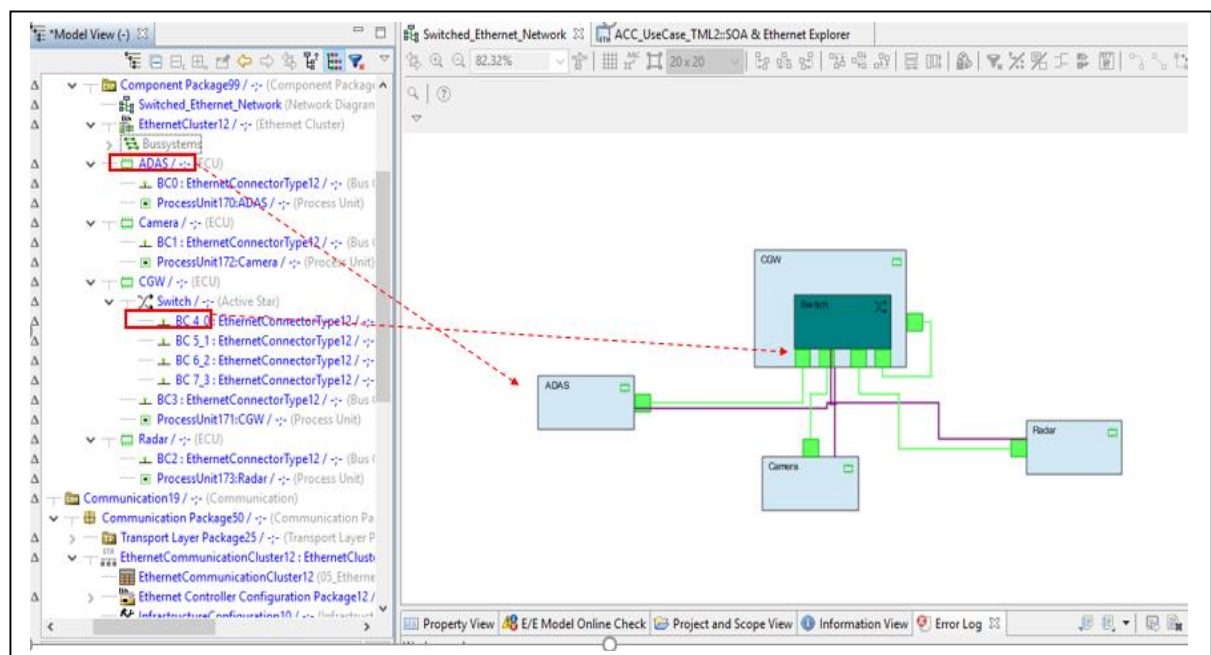 *Model View (-)
Component Package99 / -;- (Component Package
Switched_Ethernet_Network (Network Diagram
EthernetCluster12 / -;- (Ethernet Cluster)
Bussystems
ADAS / -;- (ECU)
BC0 : EthernetConnectorType12 / -;- (Bus
ProcessUnit170:ADAS / -;- (Process Unit)
Camera / -;- (ECU)
BC1 : EthernetConnectorType12 / -;- (Bus
ProcessUnit172:Camera / -;- (Process Unit)
CGW / -;- (ECU)
Switch / -;- (Active Star)
BC 4_0 : EthernetConnectorType12 / -;-
BC 5_1 : EthernetConnectorType12 / -;-
BC 6_2 : EthernetConnectorType12 / -;-
BC 7_3 : EthernetConnectorType12 / -;-
BC3 : EthernetConnectorType12 / -;- (Bus
ProcessUnit171:CGW / -;- (Process Unit)
Radar / -;- (ECU)
BC2 : EthernetConnectorType12 / -;- (Bus
ProcessUnit173:Radar / -;- (Process Unit)
Communication19 / -;- (Communication)
Communication Package50 / -;- (Communication Pa
Transport Layer Package25 / -;- (Transport Layer P
EthernetCommunicationCluster12 : EthernetClust
EthernetCommunicationCluster12 (05_Etherne
Ethernet Controller Configuration Package12 /
InfrastructureConfiguration10 / -;-
Switched_Ethernet_Network
ACC_UseCase_TML2::SOA & Ethernet Explorer
82.32%
20 x 20
CGW
Switch
ADAS
Radar
Camera
Property View
E/E Model Online Check
Project and Scope View
Information View
Error Log